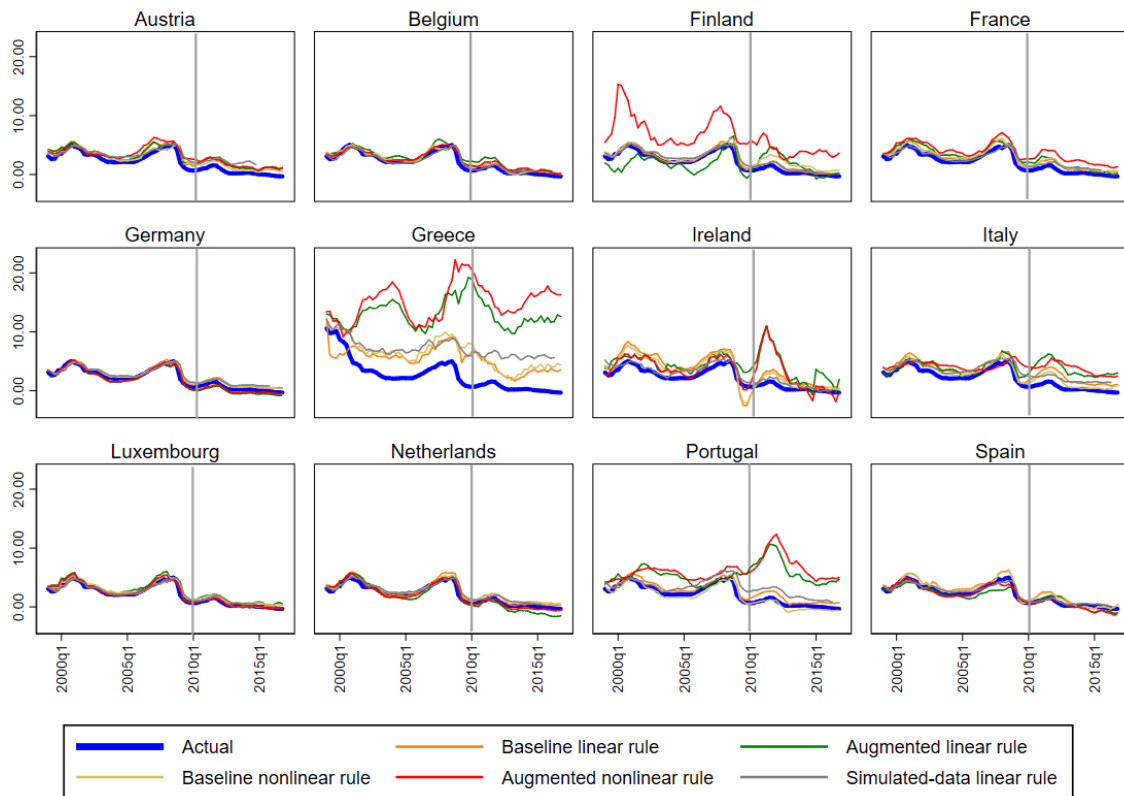 Austria Belgium Finland France
20.00
10.00
0.00
Germany Greece Ireland Italy
20.00
10.00
0.00
Luxembourg Netherlands Portugal Spain
20.00
10.00
0.00
2000q1 2005q1 2010q1 2015q1 2000q1 2005q1 2010q1 2015q1 2000q1 2005q1 2010q1 2015q1 2000q1 2005q1 2010q1 2015q1
Actual Baseline linear rule Augmented linear rule
Baseline nonlinear rule Augmented nonlinear rule Simulated-data linear rule